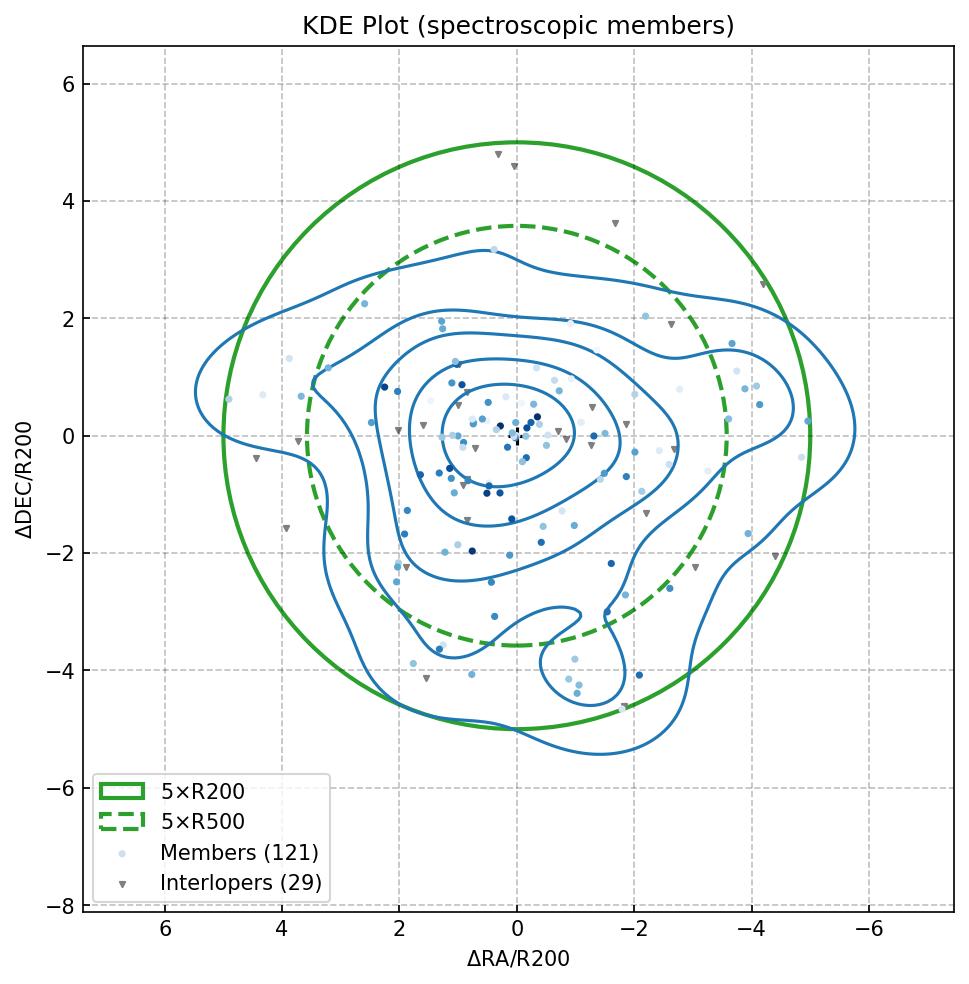 KDE Plot (spectroscopic members)
6
4
2
0
−2
−4
−6
−8
ΔDEC/R200
5×R200
5×R500
Members (121)
Interlopers (29)
6
4
2
0
−2
−4
−6
ΔRA/R200